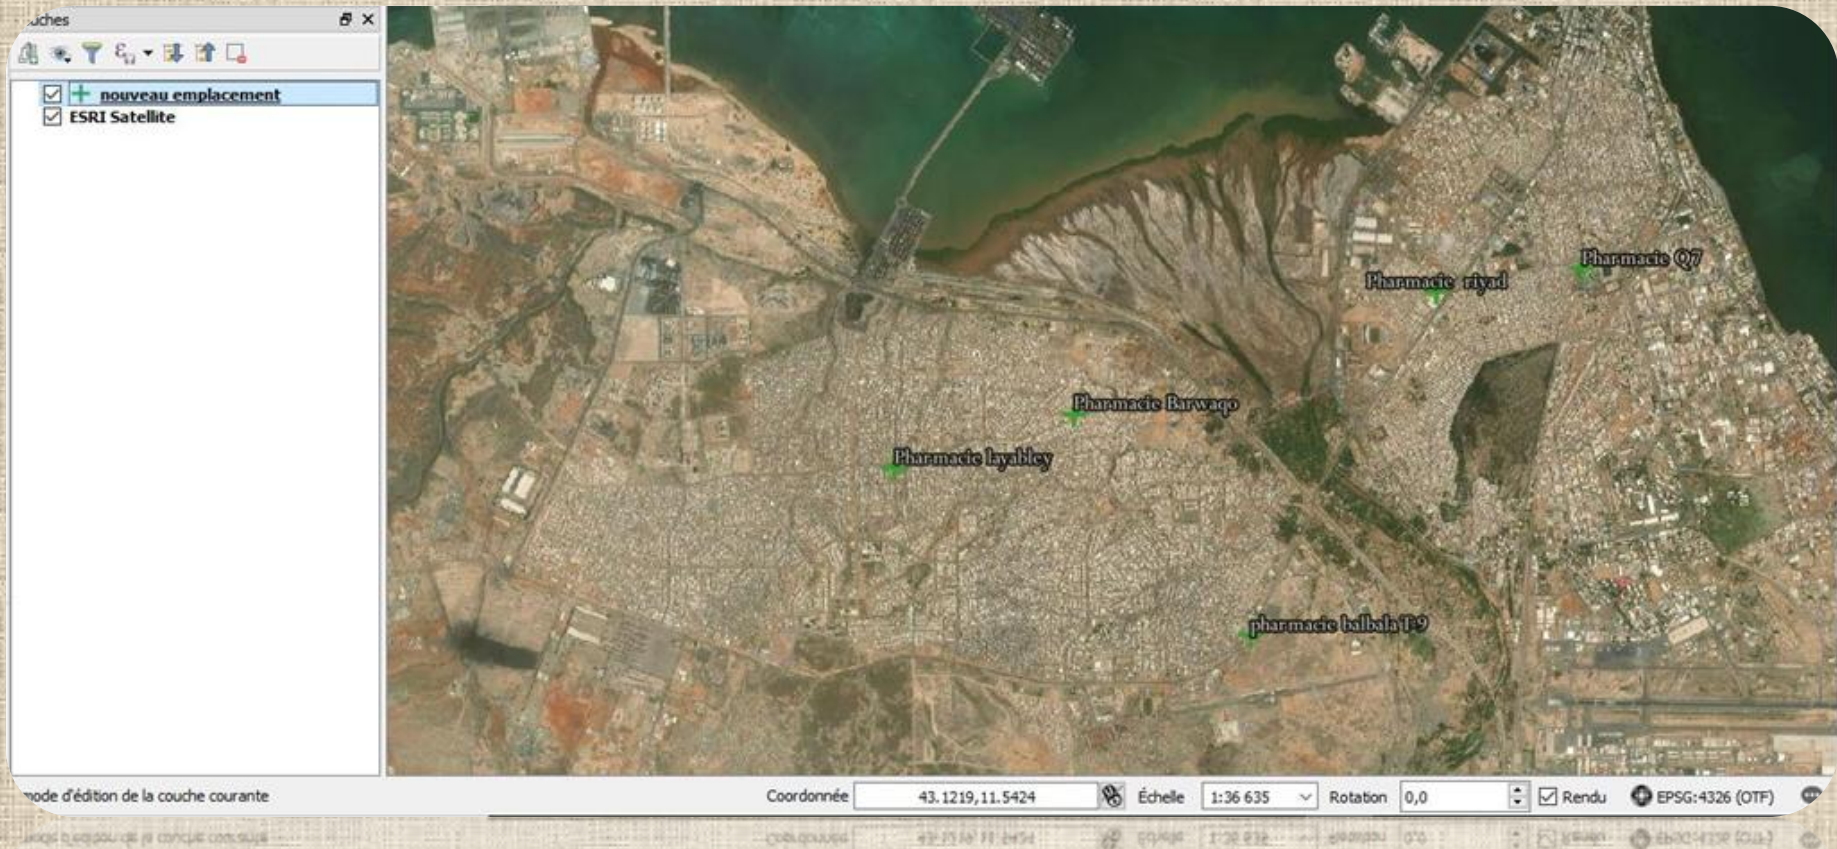 uches
nouveau emplacement
ESRI Satellite
Pharmacie Q7
Pharmacie riyad
Pharmacie Barwaqo
Pharmacie layabley
pharmacie balbala T-9
mode d'édition de la couche courante
Coordonnée 43.1219,11.5424 Échelle 1:36 635 Rotation 0,0 Rendu EPSG:4326 (OTF)